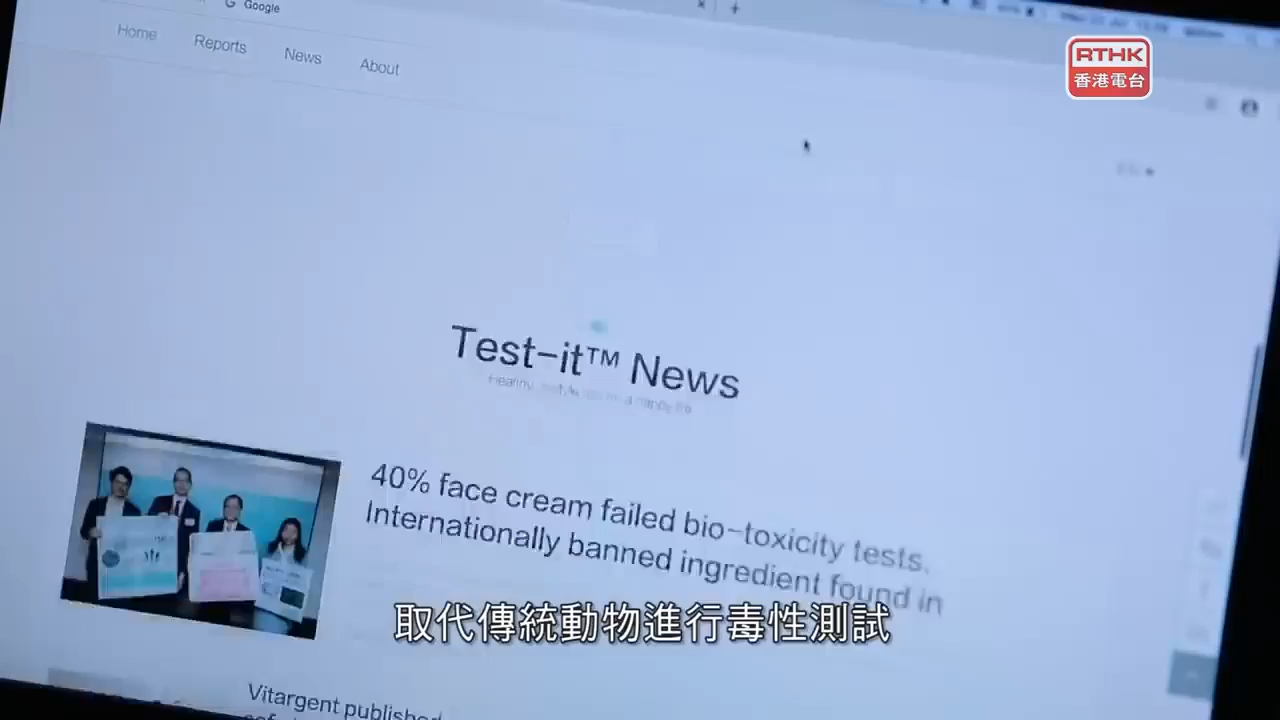 Google
Home
Reports
News
About
RTHK
香港電台
Test-it™ News
40% face cream failed bio-toxicity tests,
Internationally banned ingredient found in
取代傳統動物進行毒性測試
Vitargent published